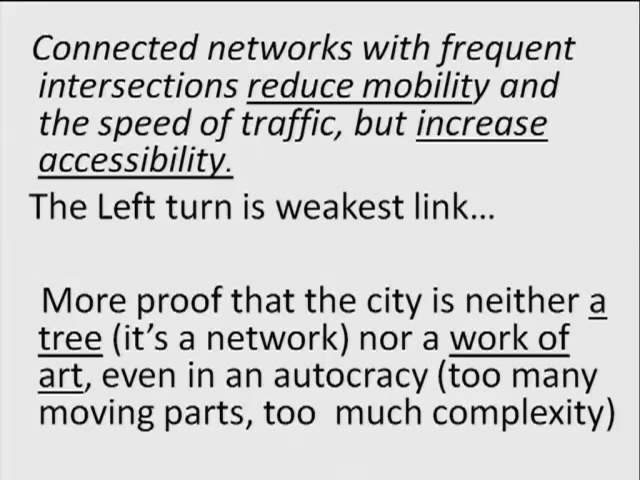 Connected networks with frequent
intersections reduce mobility and
the speed of traffic, but increase
accessibility.
The Left turn is weakest link...
More proof that the city is neither a
tree (it's a network) nor a work of
art, even in an autocracy (too many
moving parts, too  much complexity)